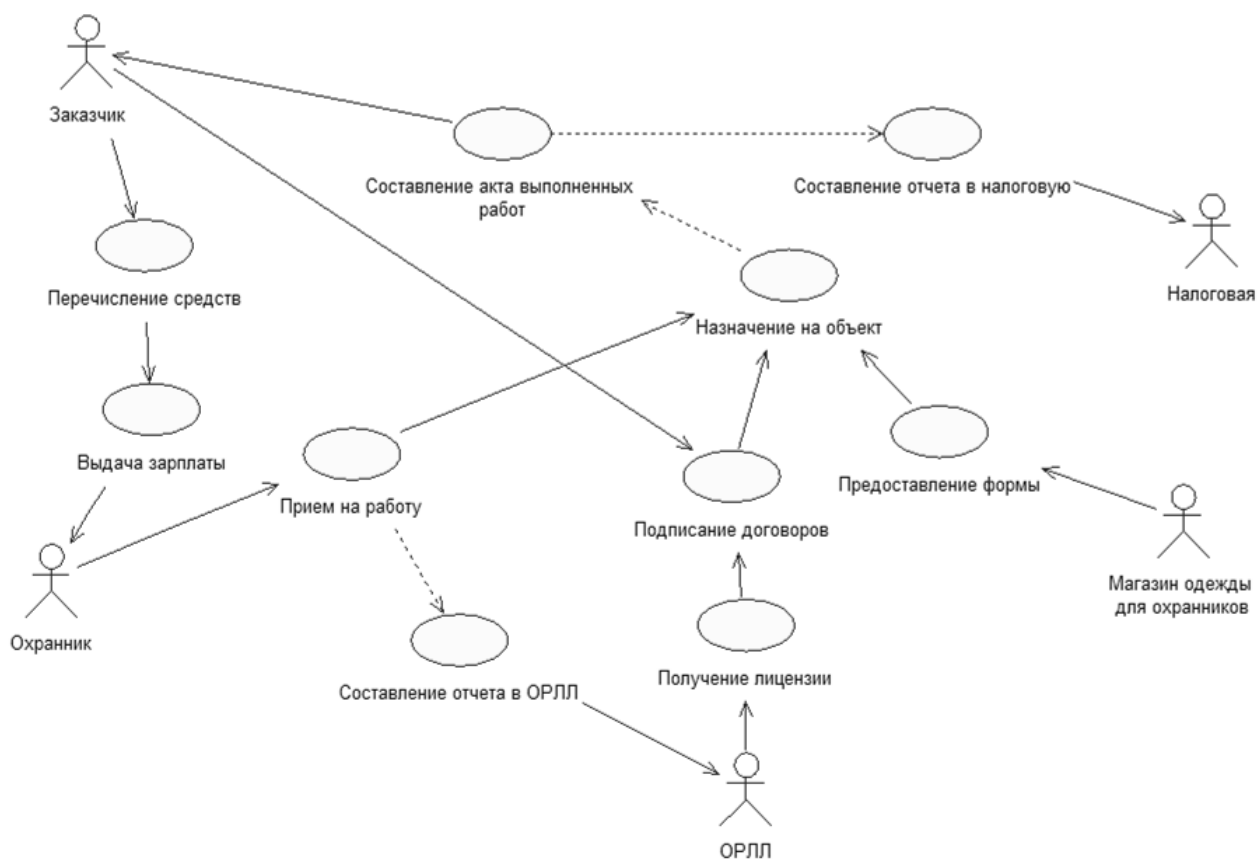 Заказчик
Составление акта выполненных
работ
Составление отчета в налоговую
Перечисление средств
Назначение на объект
Налоговая
Выдача зарплаты
Прием на работу
Предоставление формы
Подписание договоров
Магазин одежды
для охранников
Охранник
Составление отчета в ОРЛЛ
Получение лицензии
ОРЛЛ